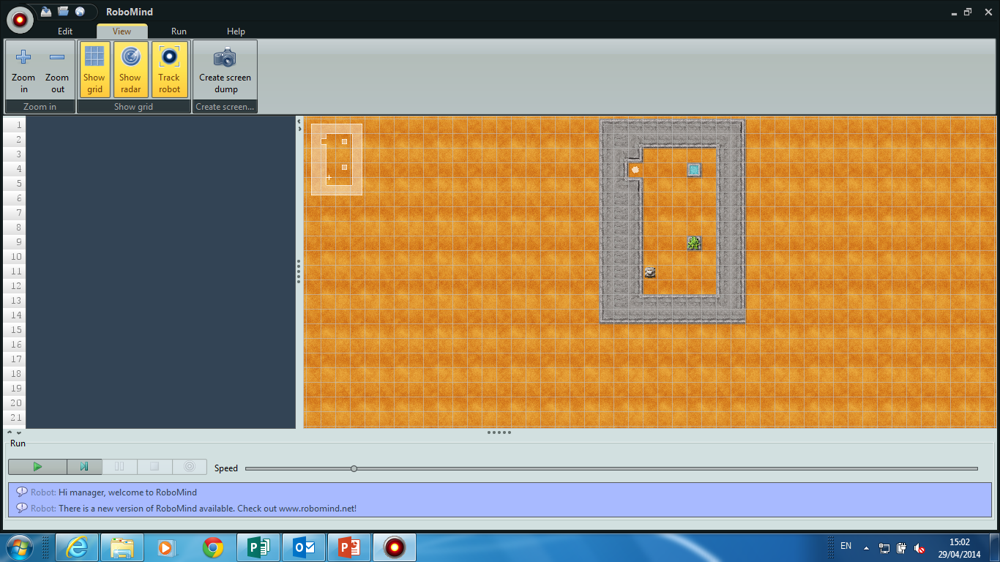 RoboMind
Edit View Run Help
Zoom in Zoom out Show grid Show radar Track robot Create screen dump
Zoom in Show grid Create screen...
1
2
3
4
5
6
7
8
9
10
11
12
13
14
15
16
17
18
19
20
21
Run
Speed
Robot: Hi manager, welcome to RoboMind
Robot: There is a new version of RoboMind available. Check out www.robomind.net!
EN 15:02
29/04/2014